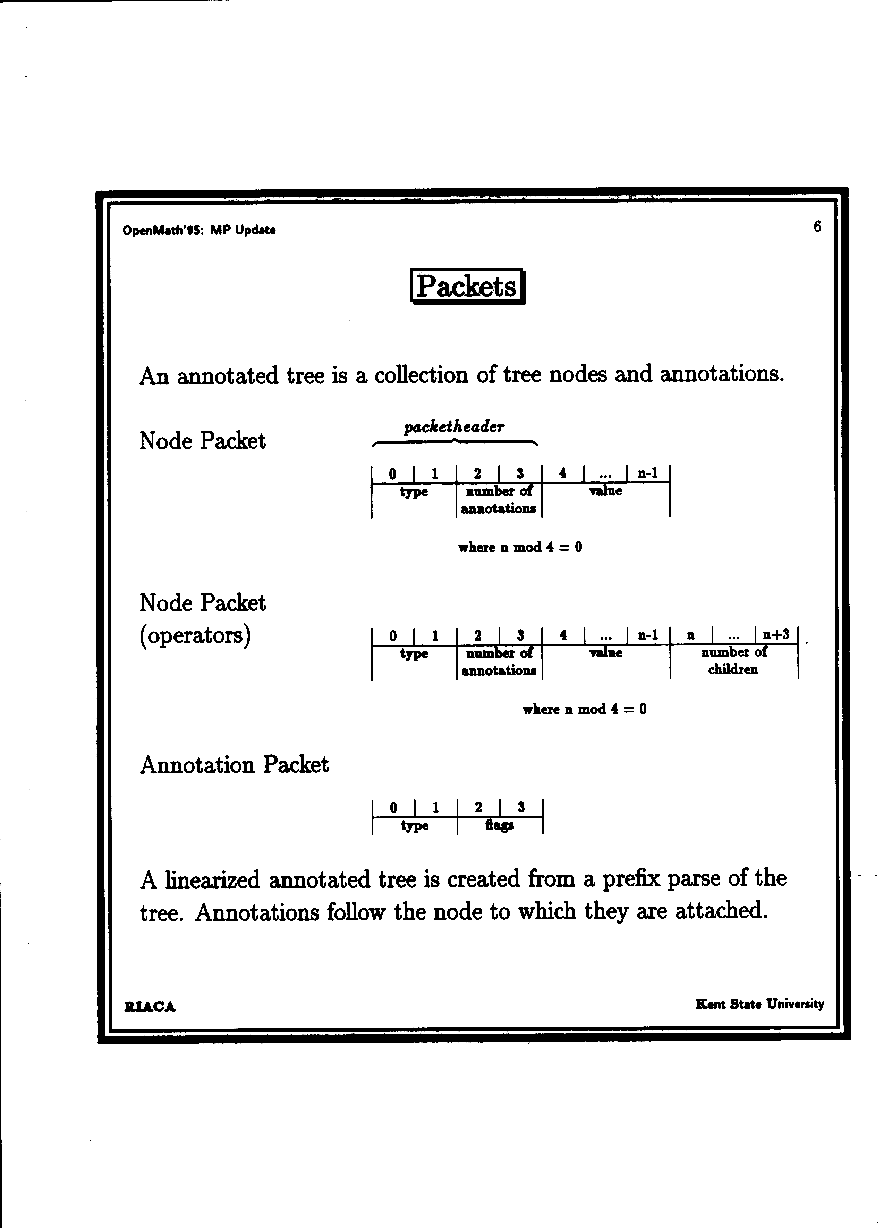 OpenMath'95: MP Update 6
Packets
An annotated tree is a collection of tree nodes and annotations.
packetheader
Node Packet
0 1 2 3 4 ... n-1
type number of value
annotations
where n mod 4 = 0
Node Packet
(operators)
0 1 2 3 4 ... n-1 n ... n+3
type number of value number of
annotations children
where n mod 4 = 0
Annotation Packet
0 1 2 3
type flags
A linearized annotated tree is created from a prefix parse of the
tree. Annotations follow the node to which they are attached.
RIACA Kent State University